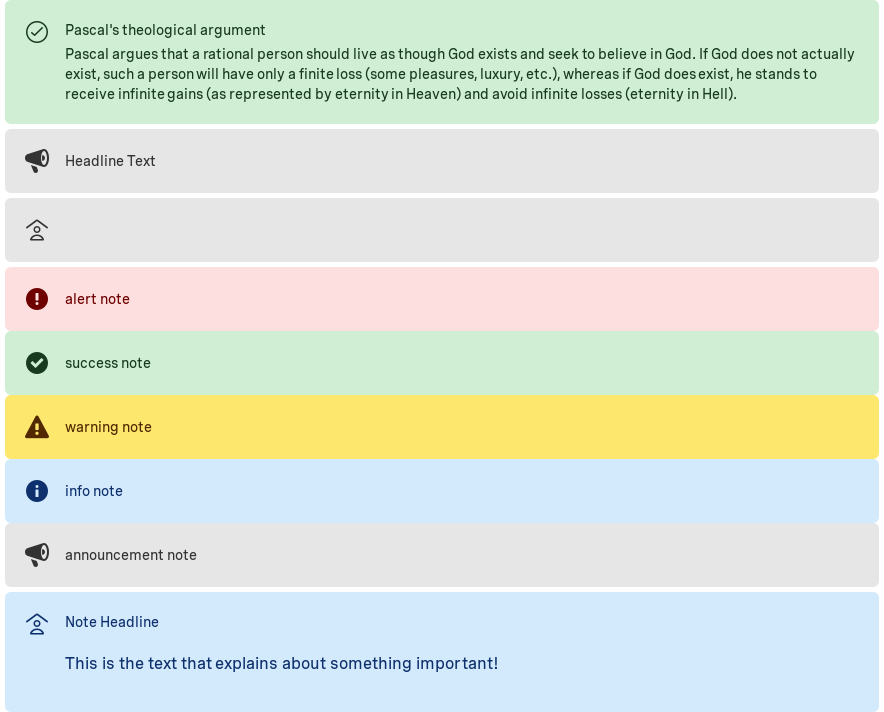 Pascal's theological argument
Pascal argues that a rational person should live as though God exists and seek to believe in God. If God does not actually
exist, such a person will have only a finite loss (some pleasures, luxury, etc.), whereas if God does exist, he stands to
receive infinite gains (as represented by eternity in Heaven) and avoid infinite losses (eternity in Hell).
Headline Text
alert note
success note
warning note
info note
announcement note
Note Headline
This is the text that explains about something important!